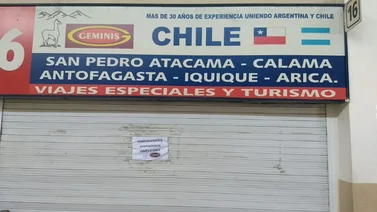 MAS DE 30 AÑOS DE EXPERIENCIA UNIENDO ARGENTINA Y CHILE
16
6
GEMINIS
CHILE
SAN PEDRO ATACAMA - CALAMA
ANTOFAGASTA - IQUIQUE - ARICA.
VIAJES ESPECIALES Y TURISMO